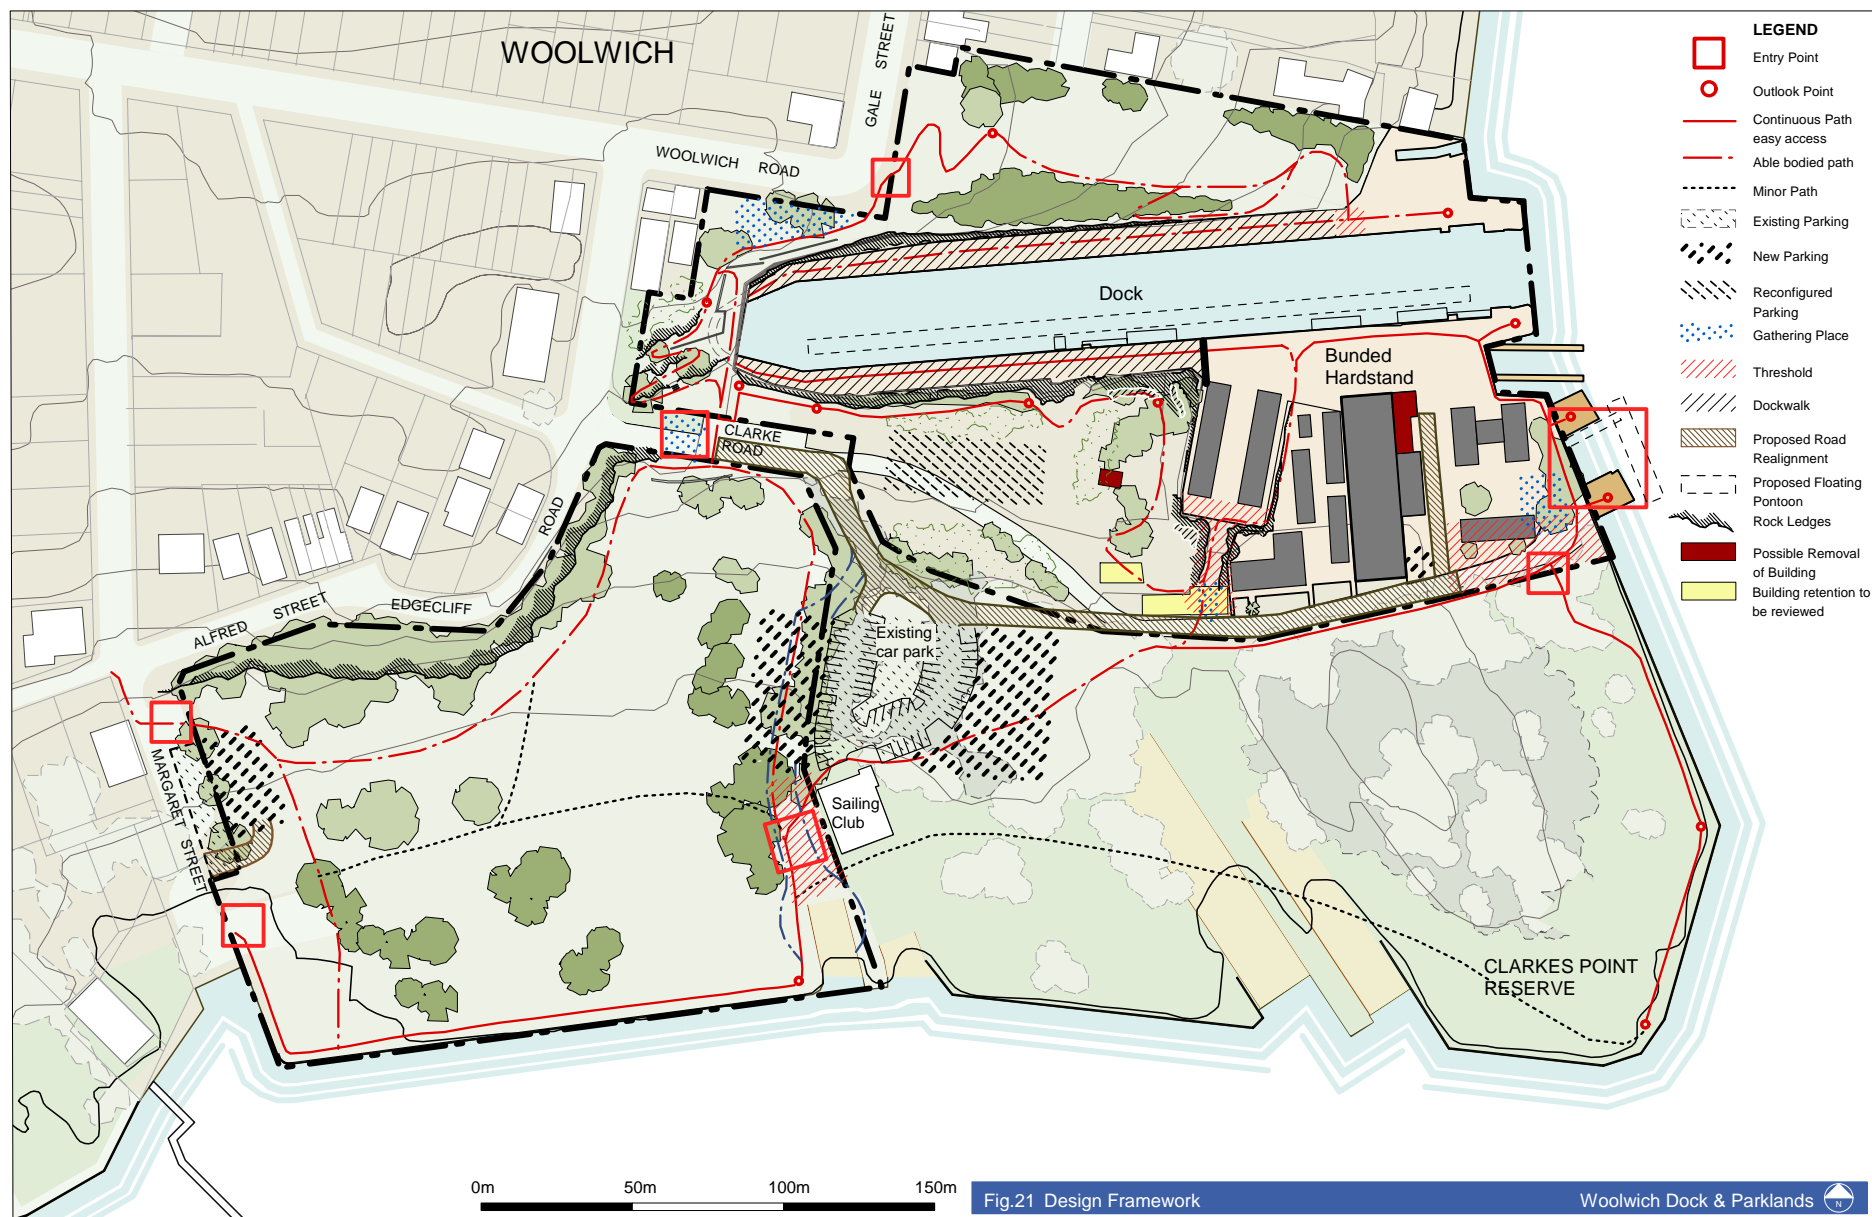 WOOLWICH
GALE STREET
WOOLWICH ROAD
Dock
Bunded
Hardstand
CLARKE
ROAD
ROAD
EDGECLIFF
ALFRED STREET
MARGARET STREET
Existing
car park
Sailing
Club
CLARKES POINT
RESERVE
LEGEND
Entry Point
Outlook Point
Continuous Path
easy access
Able bodied path
Minor Path
Existing Parking
New Parking
Reconfigured
Parking
Gathering Place
Threshold
Dockwalk
Proposed Road
Realignment
Proposed Floating
Pontoon
Rock Ledges
Possible Removal
of Building
Building retention to
be reviewed
0m 50m 100m 150m
Fig.21 Design Framework
Woolwich Dock & Parklands
N